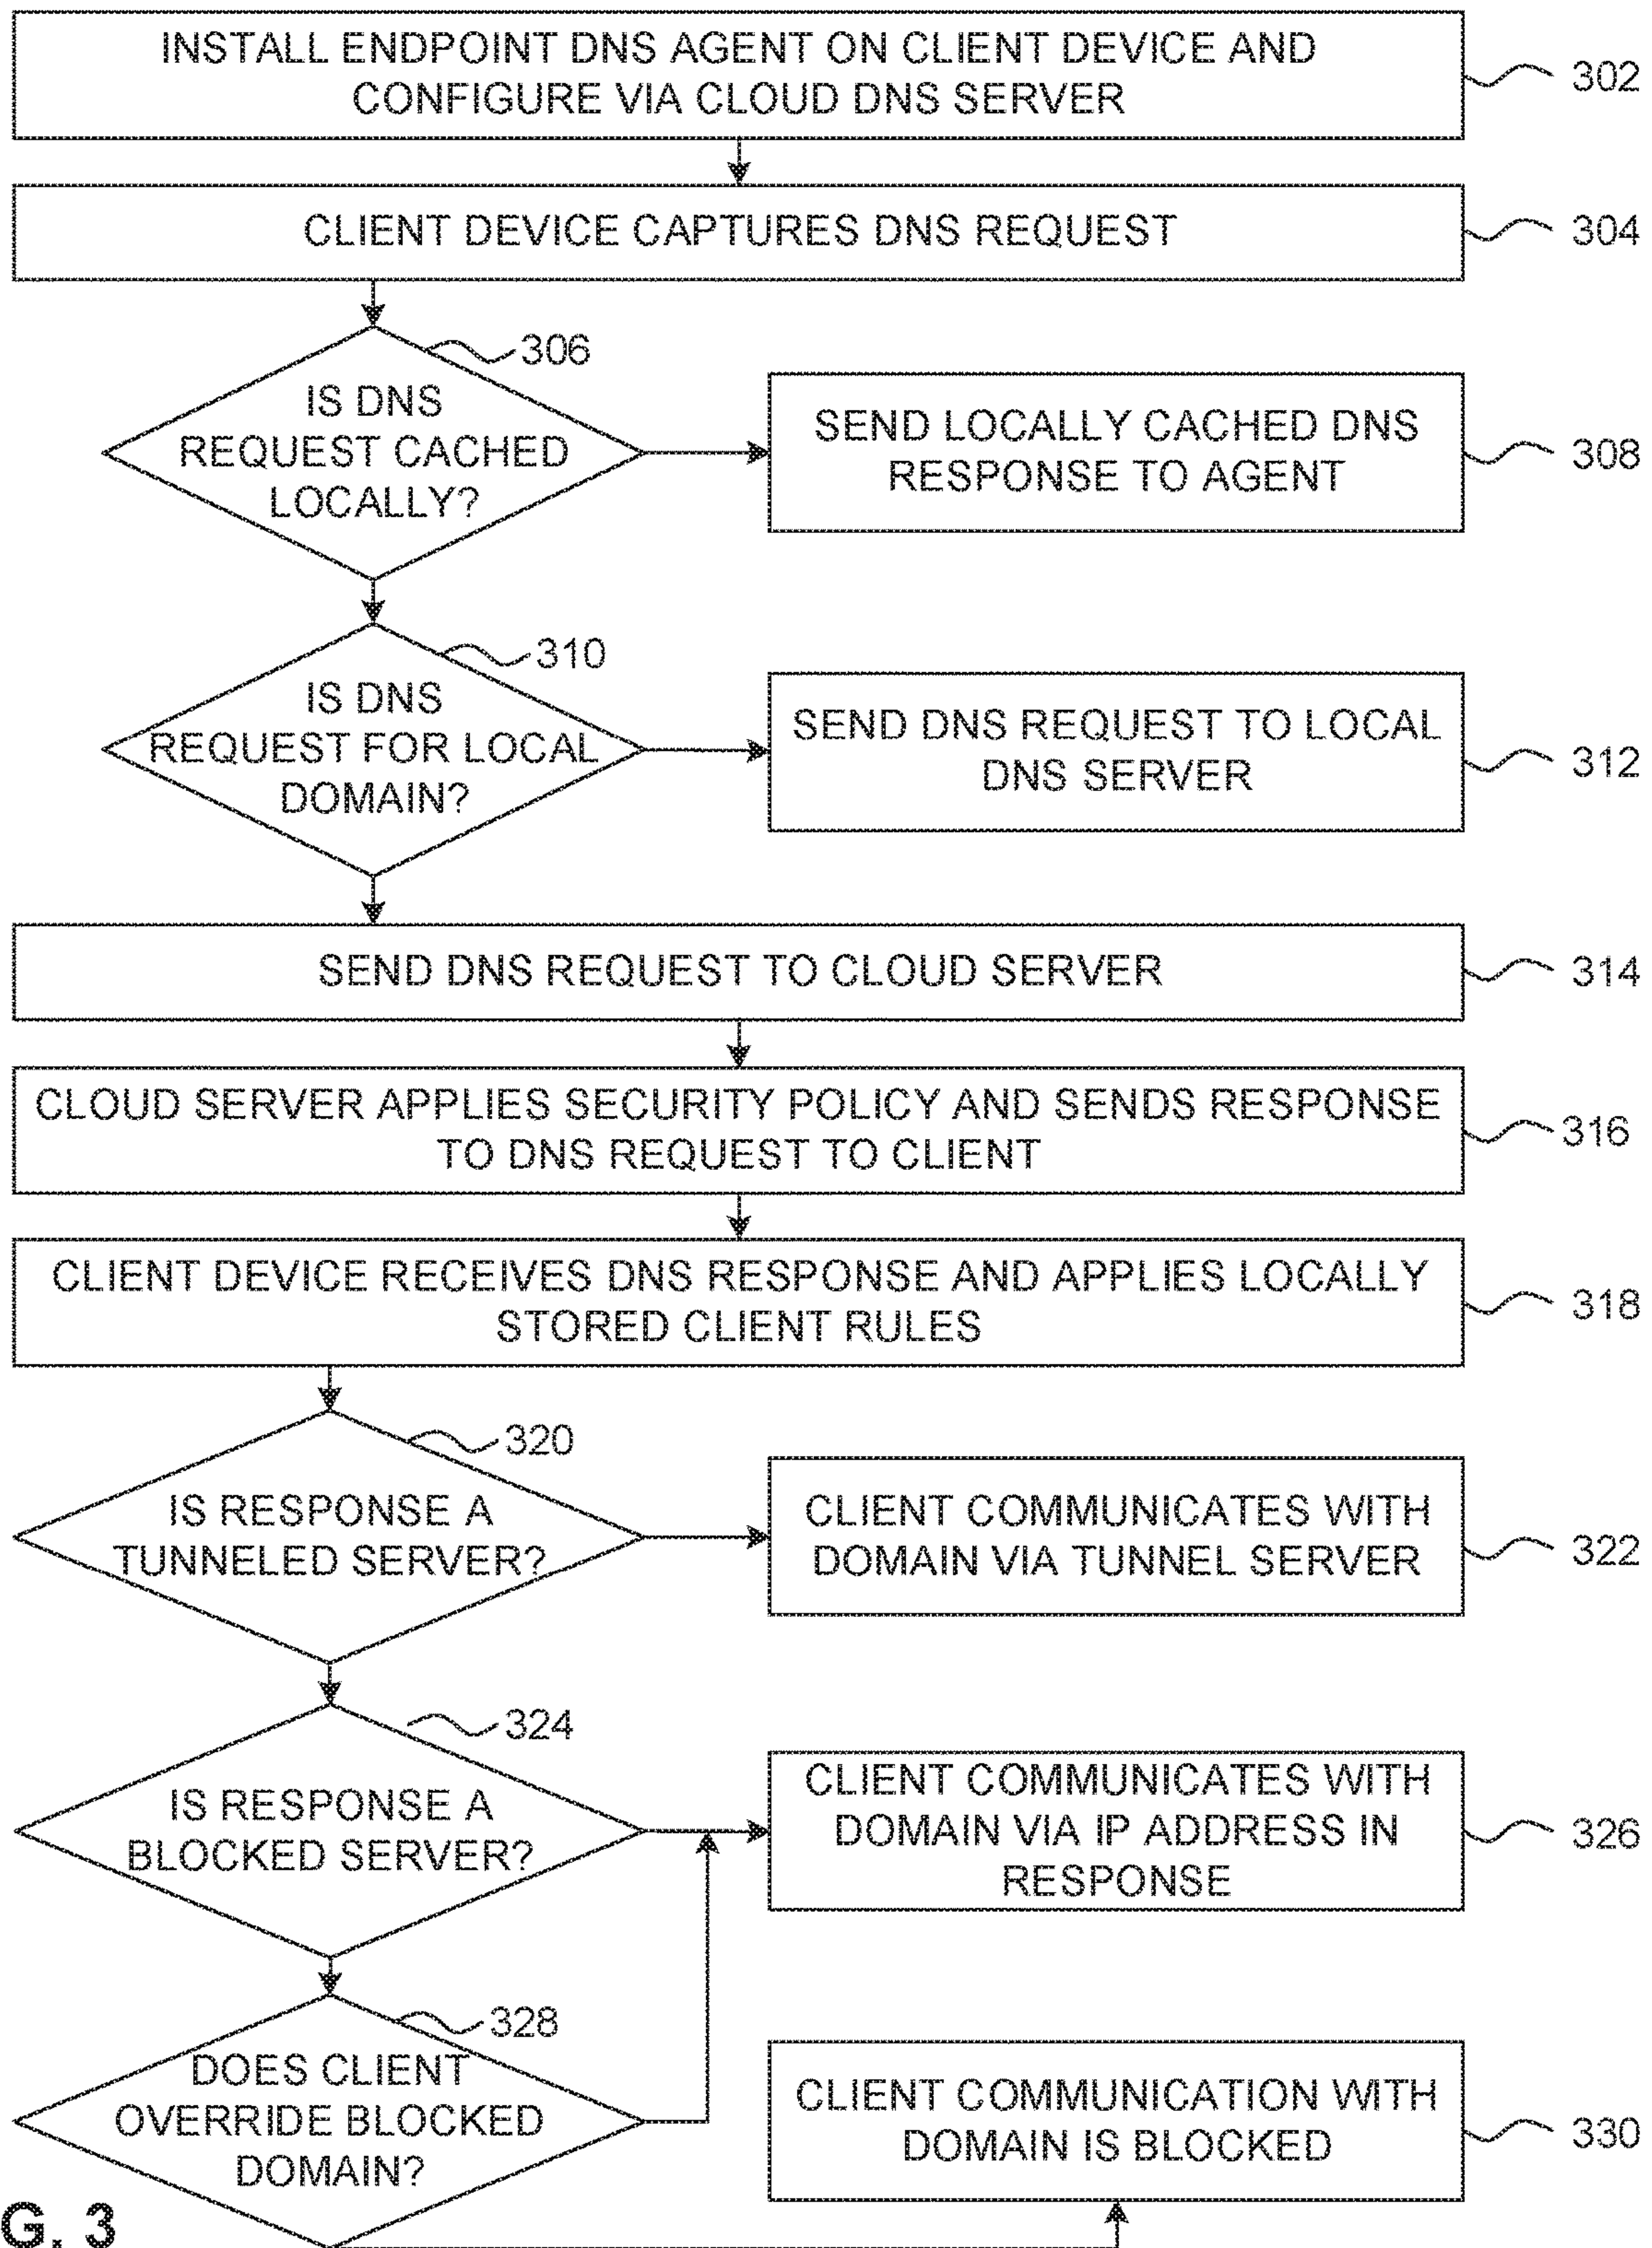 INSTALL ENDPOINT DNS AGENT ON CLIENT DEVICE AND
CONFIGURE VIA CLOUD DNS SERVER
302
CLIENT DEVICE CAPTURES DNS REQUEST
304
306
IS DNS
REQUEST CACHED
LOCALLY?
SEND LOCALLY CACHED DNS
RESPONSE TO AGENT
308
310
IS DNS
REQUEST FOR LOCAL
DOMAIN?
SEND DNS REQUEST TO LOCAL
DNS SERVER
312
SEND DNS REQUEST TO CLOUD SERVER
314
CLOUD SERVER APPLIES SECURITY POLICY AND SENDS RESPONSE
TO DNS REQUEST TO CLIENT
316
CLIENT DEVICE RECEIVES DNS RESPONSE AND APPLIES LOCALLY
STORED CLIENT RULES
318
320
IS RESPONSE A
TUNNELED SERVER?
CLIENT COMMUNICATES WITH
DOMAIN VIA TUNNEL SERVER
322
324
IS RESPONSE A
BLOCKED SERVER?
CLIENT COMMUNICATES WITH
DOMAIN VIA IP ADDRESS IN
RESPONSE
326
328
DOES CLIENT
OVERRIDE BLOCKED
DOMAIN?
CLIENT COMMUNICATION WITH
DOMAIN IS BLOCKED
330
G. 3